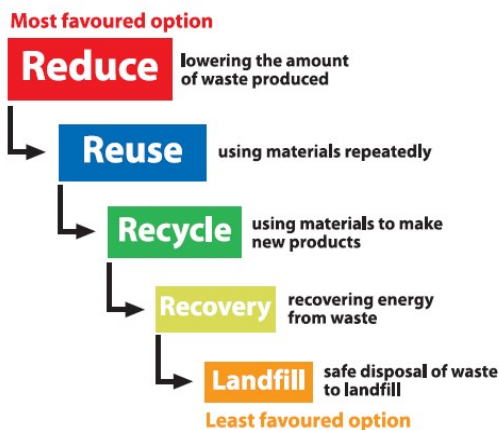 Most favoured option
Reduce
lowering the amount
of waste produced
Reuse
using materials repeatedly
Recycle
using materials to make
new products
Recovery
recovering energy
from waste
Landfill
safe disposal of waste
to landfill
Least favoured option